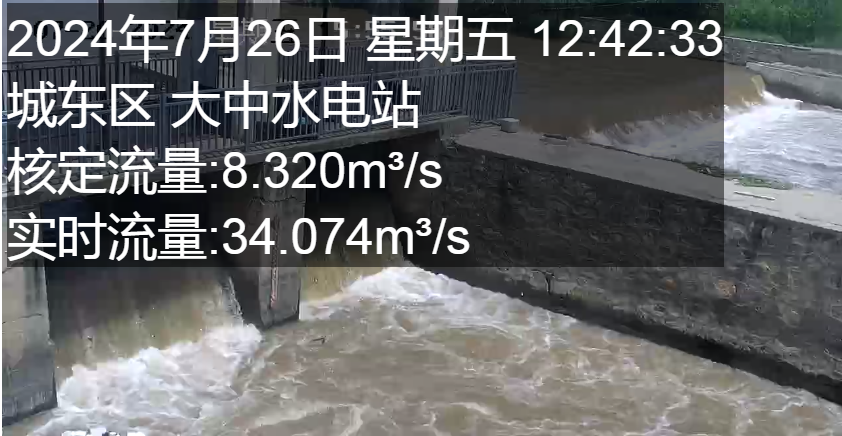 2024年7月26日 星期五 12:42:33
城东区 大中水电站
核定流量:8.320m³/s
实时流量:34.074m³/s